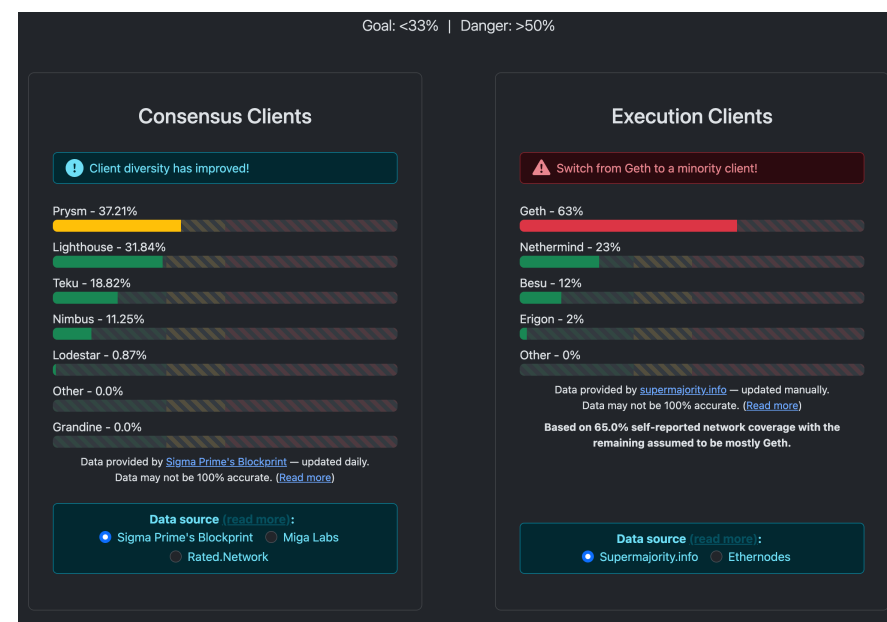 Goal: <33% | Danger: >50%
Consensus Clients
! Client diversity has improved!
Prysm - 37.21%
Lighthouse - 31.84%
Teku - 18.82%
Nimbus - 11.25%
Lodestar - 0.87%
Other - 0.0%
Grandine - 0.0%
Data provided by Sigma Prime's Blockprint — updated daily.
Data may not be 100% accurate. (Read more)
Data source (read more):
Sigma Prime's Blockprint Miga Labs
Rated.Network
Execution Clients
! Switch from Geth to a minority client!
Geth - 63%
Nethermind - 23%
Besu - 12%
Erigon - 2%
Other - 0%
Data provided by supermajority.info — updated manually.
Data may not be 100% accurate. (Read more)
Based on 65.0% self-reported network coverage with the
remaining assumed to be mostly Geth.
Data source (read more):
Supermajority.info Ethernodes